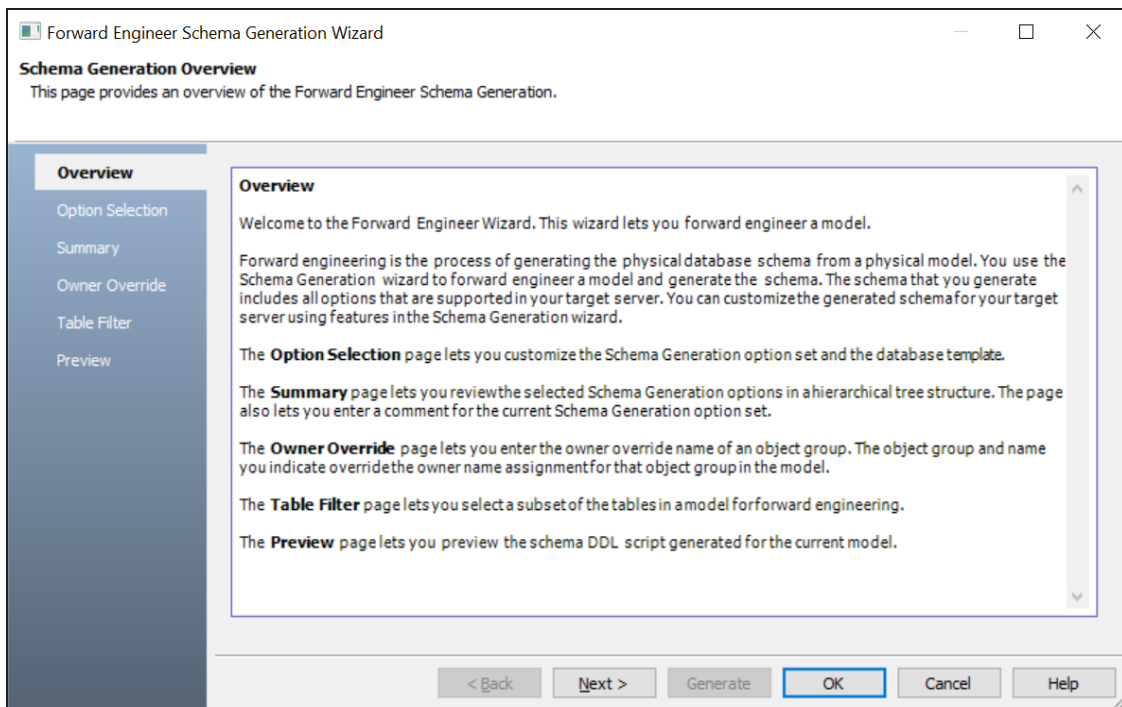 Forward Engineer Schema Generation Wizard
Schema Generation Overview
This page provides an overview of the Forward Engineer Schema Generation.
Overview
Option Selection
Summary
Owner Override
Table Filter
Preview
Overview
Welcome to the Forward Engineer Wizard. This wizard lets you forward engineer a model.
Forward engineering is the process of generating the physical database schema from a physical model. You use the
Schema Generation wizard to forward engineer a model and generate the schema. The schema that you generate
includes all options that are supported in your target server. You can customize the generated schema for your target
server using features in the Schema Generation wizard.
The Option Selection page lets you customize the Schema Generation option set and the database template.
The Summary page lets you review the selected Schema Generation options in a hierarchical tree structure. The page
also lets you enter a comment for the current Schema Generation option set.
The Owner Override page lets you enter the owner override name of an object group. The object group and name
you indicate override the owner name assignment for that object group in the model.
The Table Filter page lets you select a subset of the tables in a model for forward engineering.
The Preview page lets you preview the schema DDL script generated for the current model.
< Back
Next >
Generate
OK
Cancel
Help